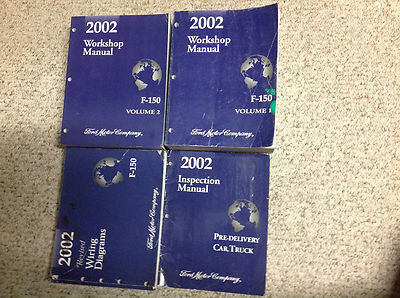 2002
Workshop
Manual
F-150
VOLUME 2
Ford Motor Company
2002
Workshop
Manual
F-150
VOLUME 1
Ford Motor Company
2002
Revised
Wiring
Diagrams
F-150
Ford Motor Company
2002
Inspection
Manual
PRE-DELIVERY
CAR/TRUCK
Ford Motor Company